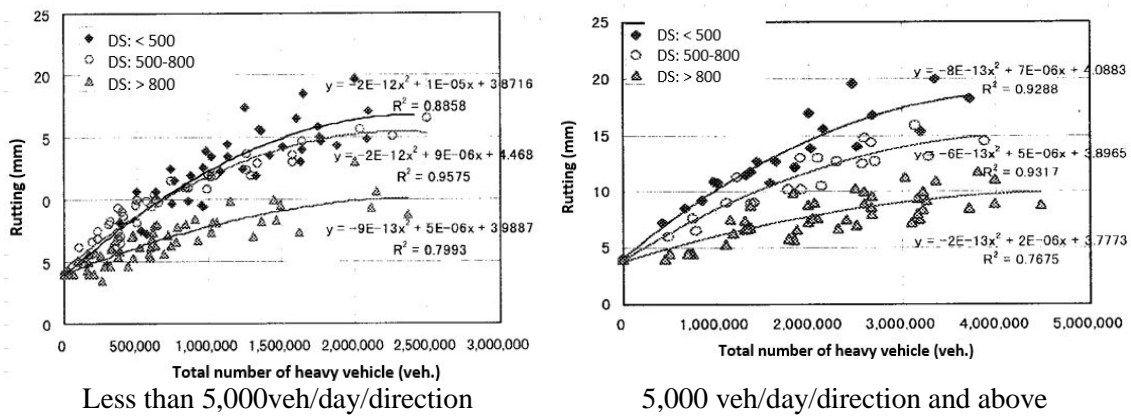 25
20
5
0
5
0
Rutting (mm)
DS: < 500
DS: 500-800
DS: > 800
y = -2E-12x² + 1E-05x + 3.8716
R² = 0.8858
y = -2E-12x² + 9E-06x + 4.468
R² = 0.9575
y = -9E-13x² + 5E-06x + 3.9887
R² = 0.7993
0 500,000 1,000,000 1,500,000 2,000,000 2,500,000 3,000,000
Total number of heavy vehicle (veh.)
Less than 5,000veh/day/direction
25
20
15
10
5
0
Rutting (mm)
DS: < 500
DS: 500-800
DS: > 800
y = -8E-13x² + 7E-06x + 4.0883
R² = 0.9288
y = -6E-13x² + 5E-06x + 3.8965
R² = 0.9317
y = -2E-13x² + 2E-06x + 3.7773
R² = 0.7675
0 1,000,000 2,000,000 3,000,000 4,000,000 5,000,000
Total number of heavy vehicle (veh.)
5,000 veh/day/direction and above